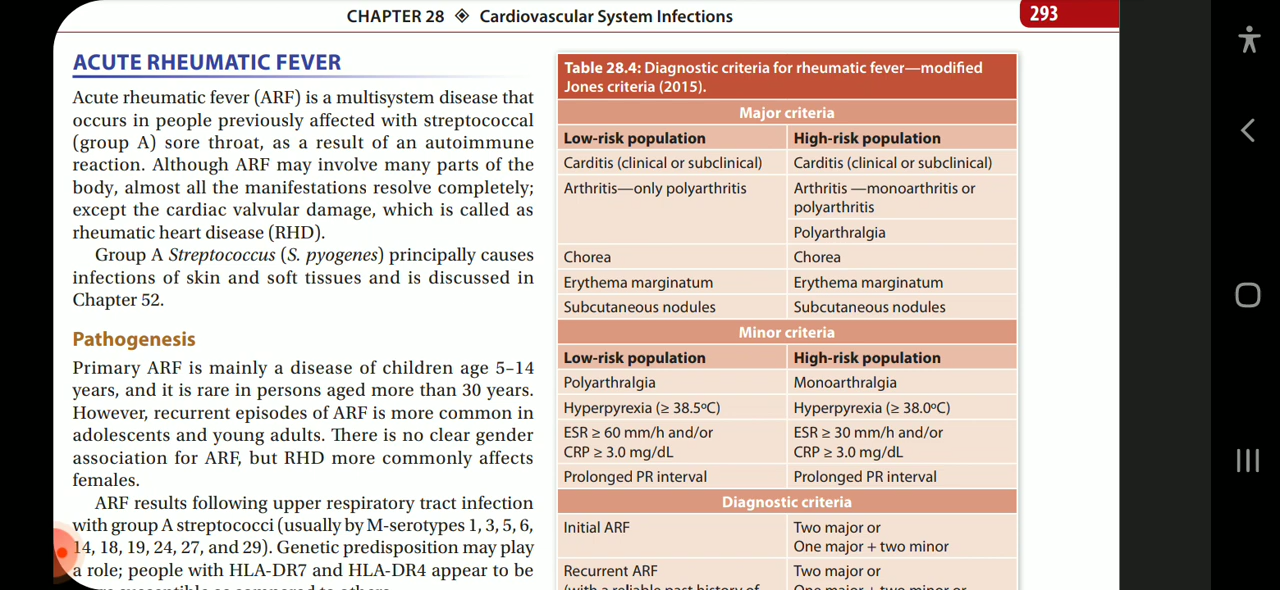 CHAPTER 28 ◈ Cardiovascular System Infections
293
ACUTE RHEUMATIC FEVER
Acute rheumatic fever (ARF) is a multisystem disease that
occurs in people previously affected with streptococcal
(group A) sore throat, as a result of an autoimmune
reaction. Although ARF may involve many parts of the
body, almost all the manifestations resolve completely;
except the cardiac valvular damage, which is called as
rheumatic heart disease (RHD).
Group A Streptococcus (S. pyogenes) principally causes
infections of skin and soft tissues and is discussed in
Chapter 52.
Pathogenesis
Primary ARF is mainly a disease of children age 5–14
years, and it is rare in persons aged more than 30 years.
However, recurrent episodes of ARF is more common in
adolescents and young adults. There is no clear gender
association for ARF, but RHD more commonly affects
females.
ARF results following upper respiratory tract infection
with group A streptococci (usually by M-serotypes 1, 3, 5, 6,
14, 18, 19, 24, 27, and 29). Genetic predisposition may play
a role; people with HLA-DR7 and HLA-DR4 appear to be
Table 28.4: Diagnostic criteria for rheumatic fever—modified
Jones criteria (2015).
Major criteria
Low-risk population High-risk population
Carditis (clinical or subclinical) Carditis (clinical or subclinical)
Arthritis—only polyarthritis Arthritis —monoarthritis or
polyarthritis
Polyarthralgia
Chorea Chorea
Erythema marginatum Erythema marginatum
Subcutaneous nodules Subcutaneous nodules
Minor criteria
Low-risk population High-risk population
Polyarthralgia Monoarthralgia
Hyperpyrexia (≥ 38.5ºC) Hyperpyrexia (≥ 38.0ºC)
ESR ≥ 60 mm/h and/or ESR ≥ 30 mm/h and/or
CRP ≥ 3.0 mg/dL CRP ≥ 3.0 mg/dL
Prolonged PR interval Prolonged PR interval
Diagnostic criteria
Initial ARF Two major or
One major + two minor
Recurrent ARF Two major or
(with a reliable past history of One major + two minor or